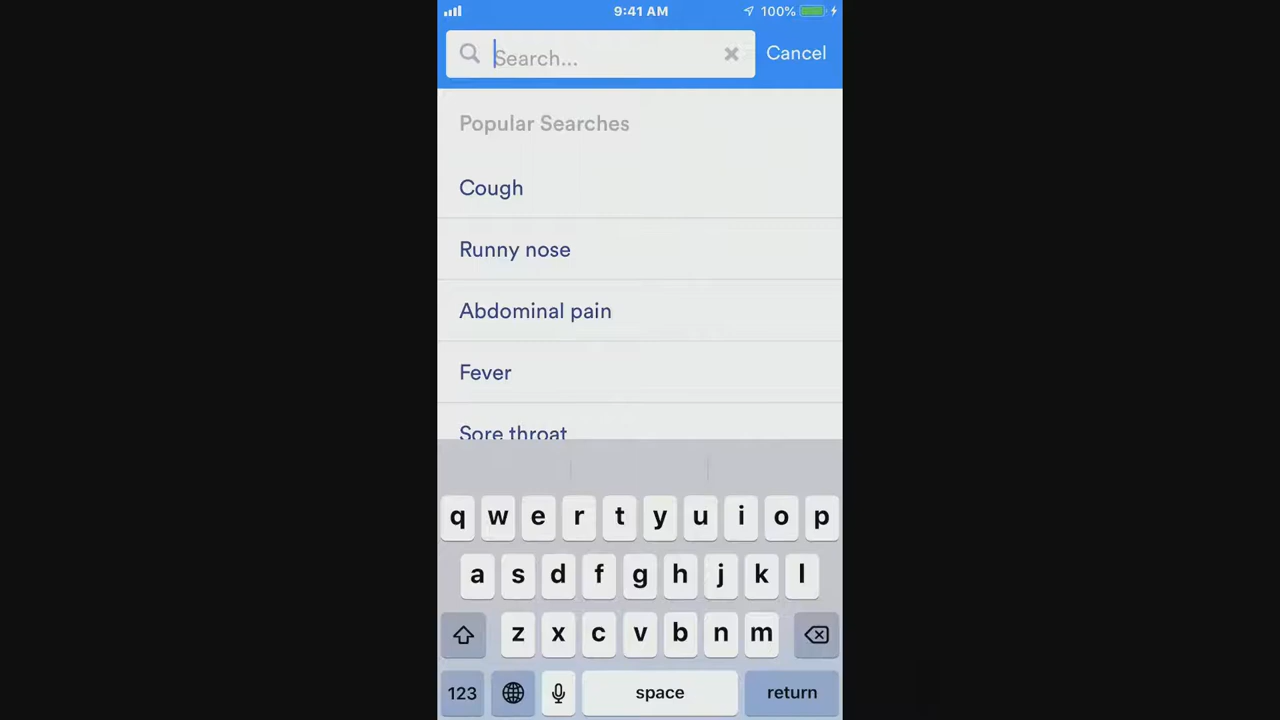 9:41 AM
100%
Search...
Cancel
Popular Searches
Cough
Runny nose
Abdominal pain
Fever
Sore throat
q w e r t y u i o p
a s d f g h j k l
z x c v b n m
123 space return